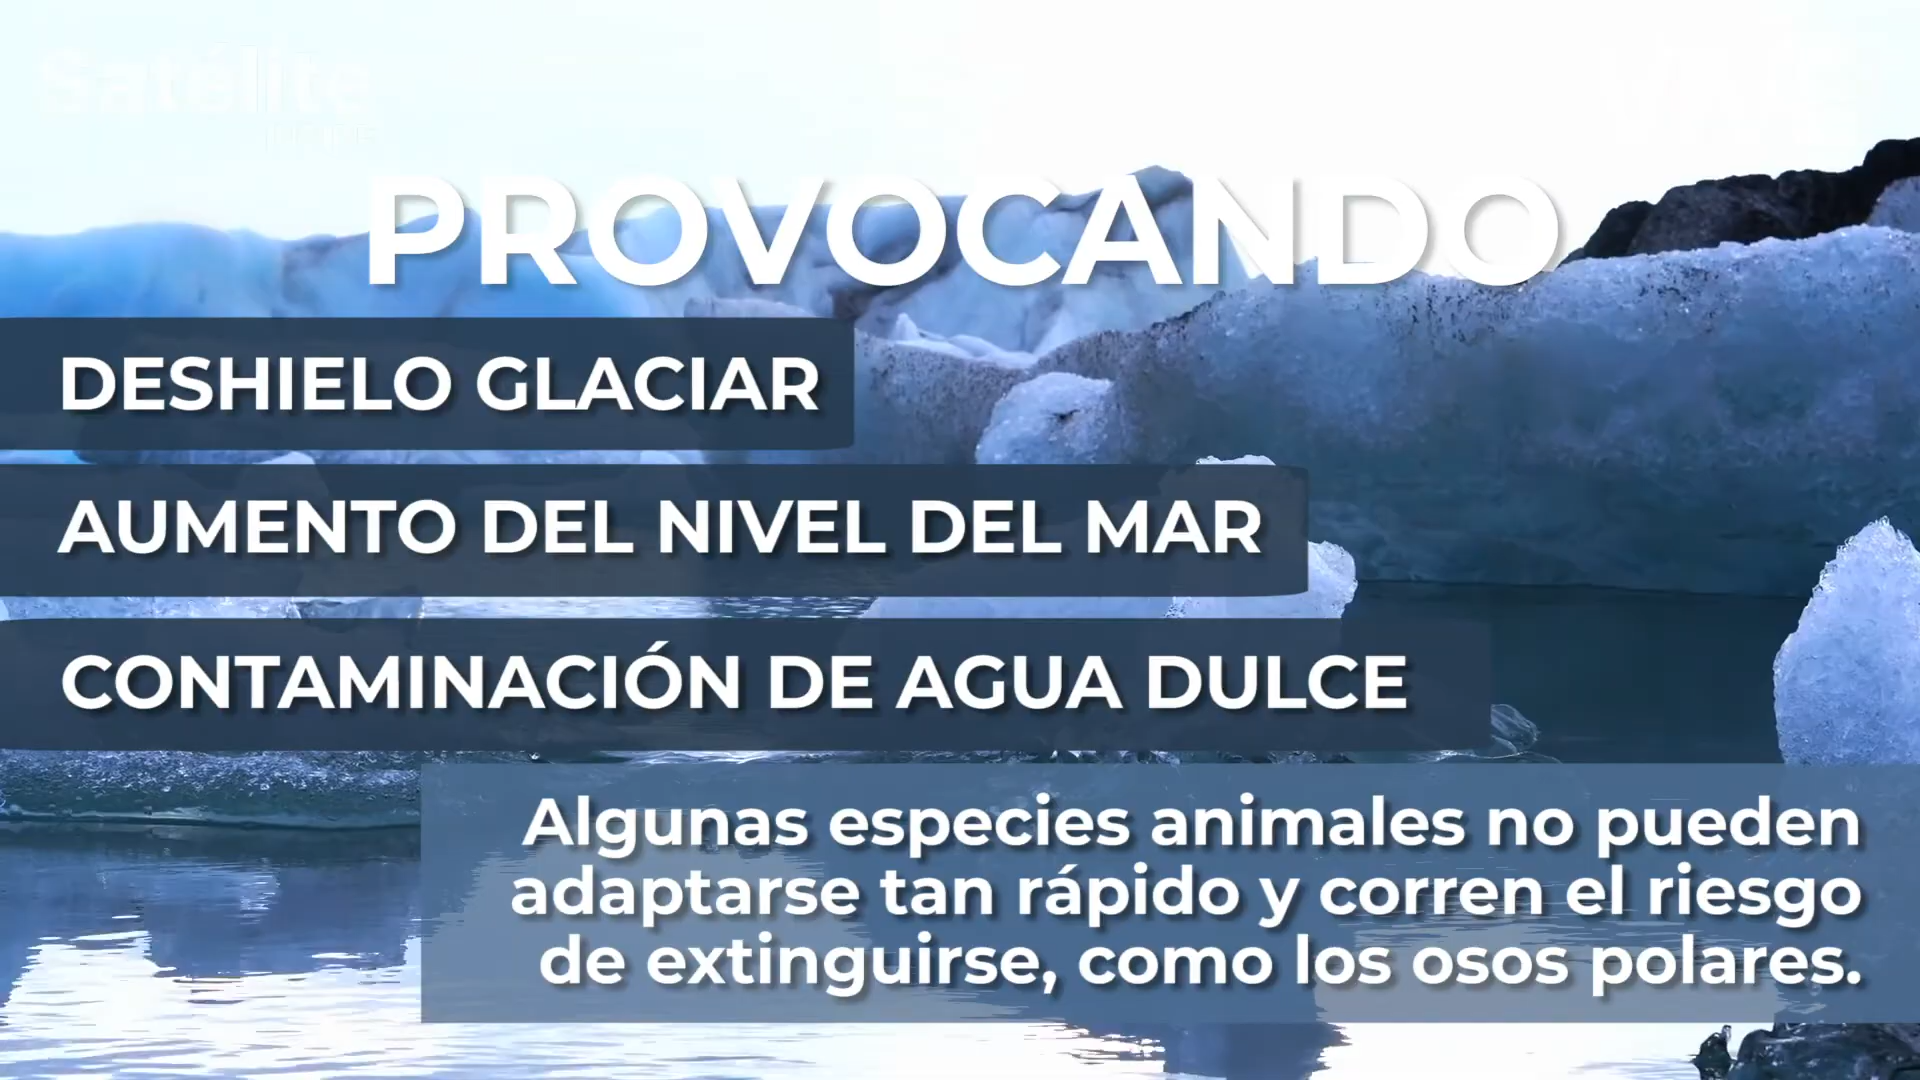 Satélite
PROVOCANDO
DESHIELO GLACIAR
AUMENTO DEL NIVEL DEL MAR
CONTAMINACIÓN DE AGUA DULCE
Algunas especies animales no pueden
adaptarse tan rápido y corren el riesgo
de extinguirse, como los osos polares.